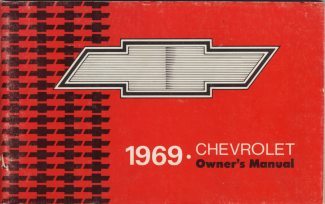 1969 • CHEVROLET
Owner's Manual